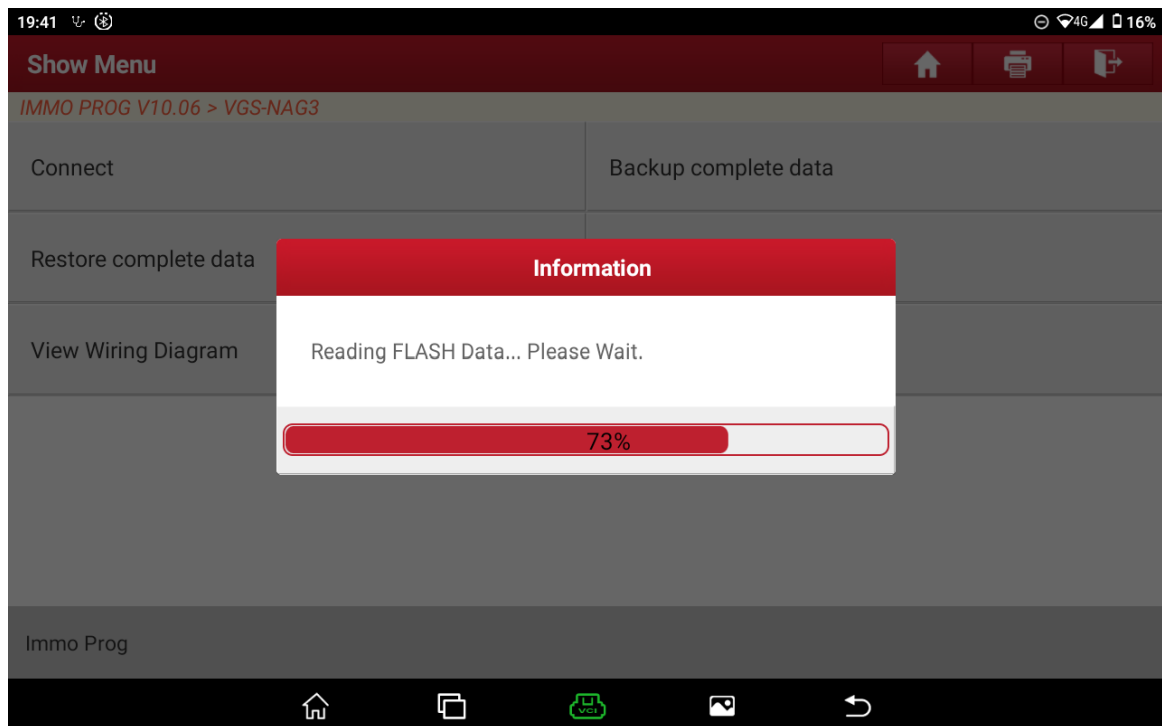 19:41
4G 16%
Show Menu
IMMO PROG V10.06 > VGS-NAG3
Connect
Backup complete data
Restore complete data
Information
View Wiring Diagram
Reading FLASH Data... Please Wait.
73%
Immo Prog
VCI